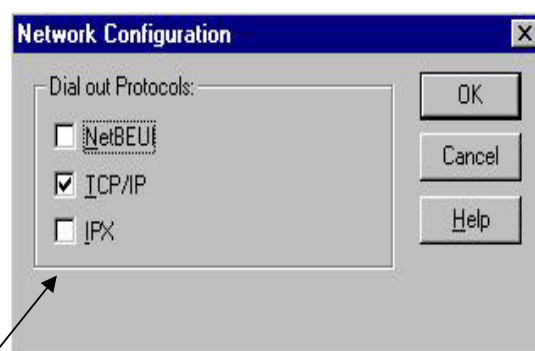 Network Configuration
Dial out Protocols:
NetBEUI
TCP/IP
IPX
OK
Cancel
Help